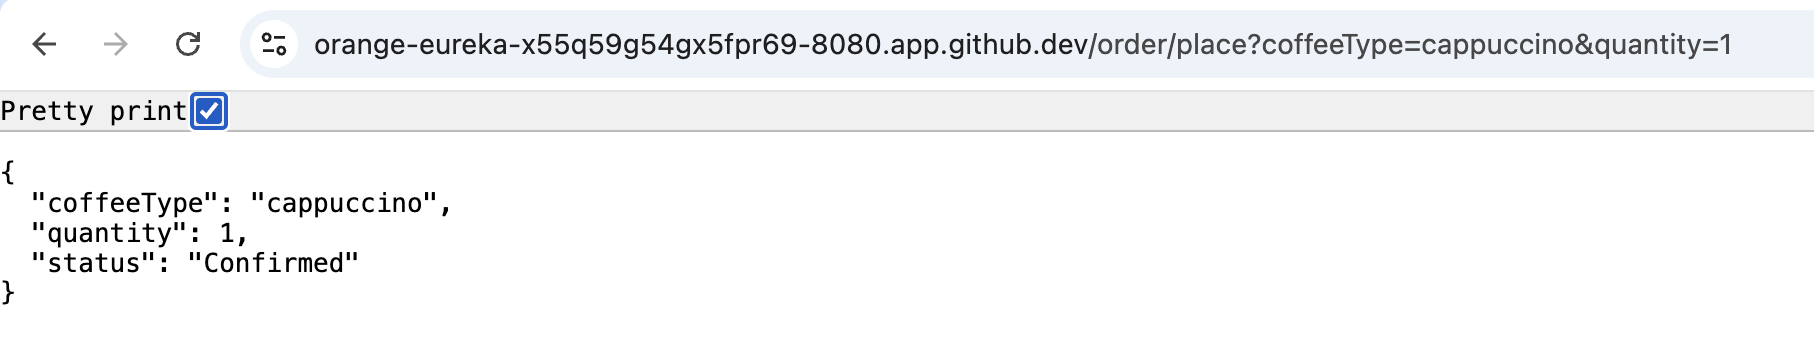 orange-eureka-x55q59g54gx5fpr69-8080.app.github.dev/order/place?coffeeType=cappuccino&quantity=1
Pretty print
{
  "coffeeType": "cappuccino",
  "quantity": 1,
  "status": "Confirmed"
}